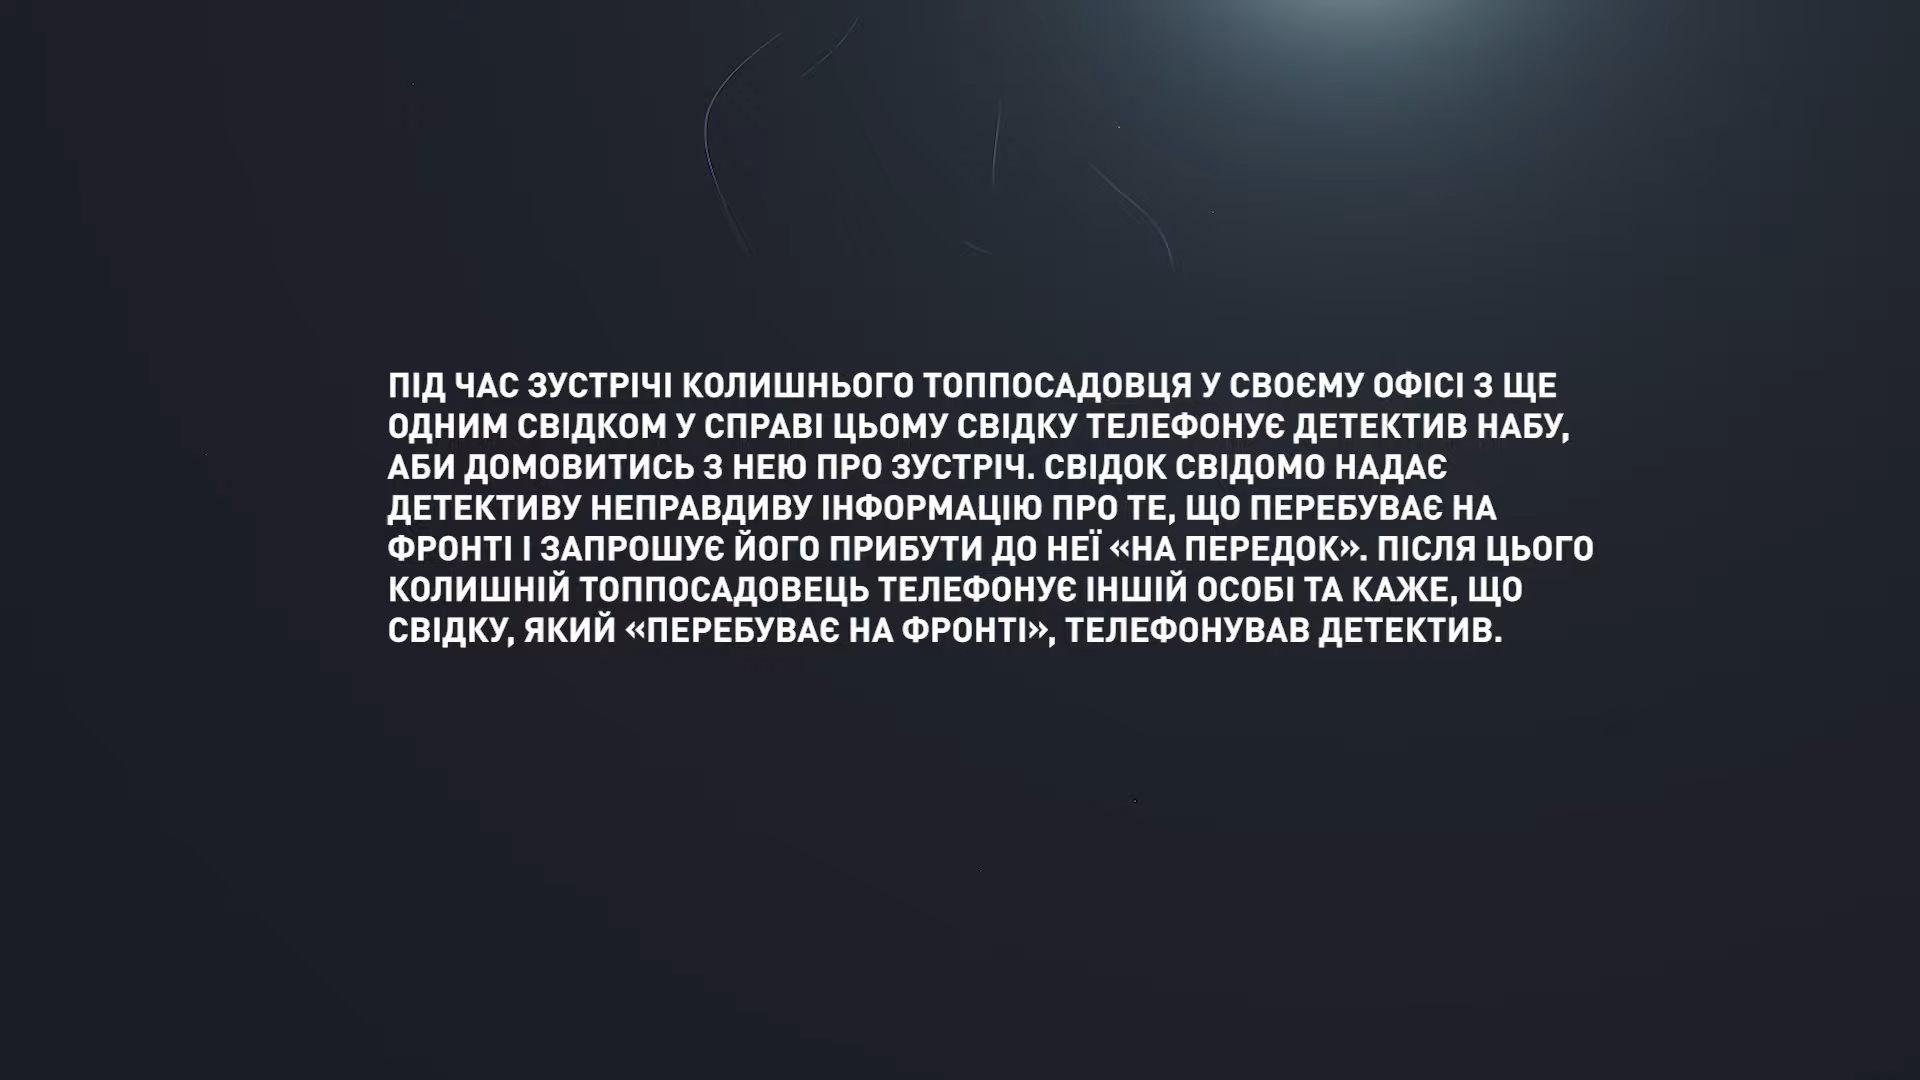 ПІД ЧАС ЗУСТРІЧІ КОЛИШНЬОГО ТОППОСАДОВЦЯ У СВОЄМУ ОФІСІ З ЩЕ
ОДНИМ СВІДКОМ У СПРАВІ ЦЬОМУ СВІДКУ ТЕЛЕФОНУЄ ДЕТЕКТИВ НАБУ,
АБИ ДОМОВИТИСЬ З НЕЮ ПРО ЗУСТРІЧ. СВІДОК СВІДОМО НАДАЄ
ДЕТЕКТИВУ НЕПРАВДИВУ ІНФОРМАЦІЮ ПРО ТЕ, ЩО ПЕРЕБУВАЄ НА
ФРОНТІ І ЗАПРОШУЄ ЙОГО ПРИБУТИ ДО НЕЇ «НА ПЕРЕДОК». ПІСЛЯ ЦЬОГО
КОЛИШНІЙ ТОППОСАДОВЕЦЬ ТЕЛЕФОНУЄ ІНШІЙ ОСОБІ ТА КАЖЕ, ЩО
СВІДКУ, ЯКИЙ «ПЕРЕБУВАЄ НА ФРОНТІ», ТЕЛЕФОНУВАВ ДЕТЕКТИВ.